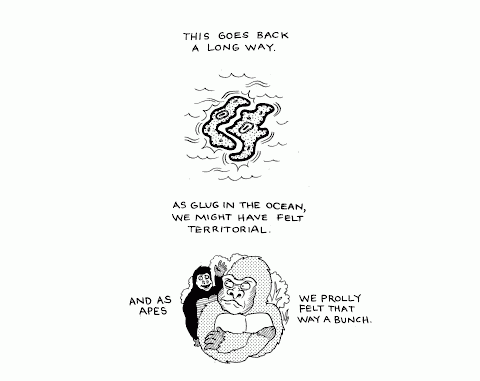 THIS GOES BACK
A LONG WAY.
AS GLUG IN THE OCEAN,
WE MIGHT HAVE FELT
TERRITORIAL.
AND AS
APES
WE PROLLY
FELT THAT
WAY A BUNCH.